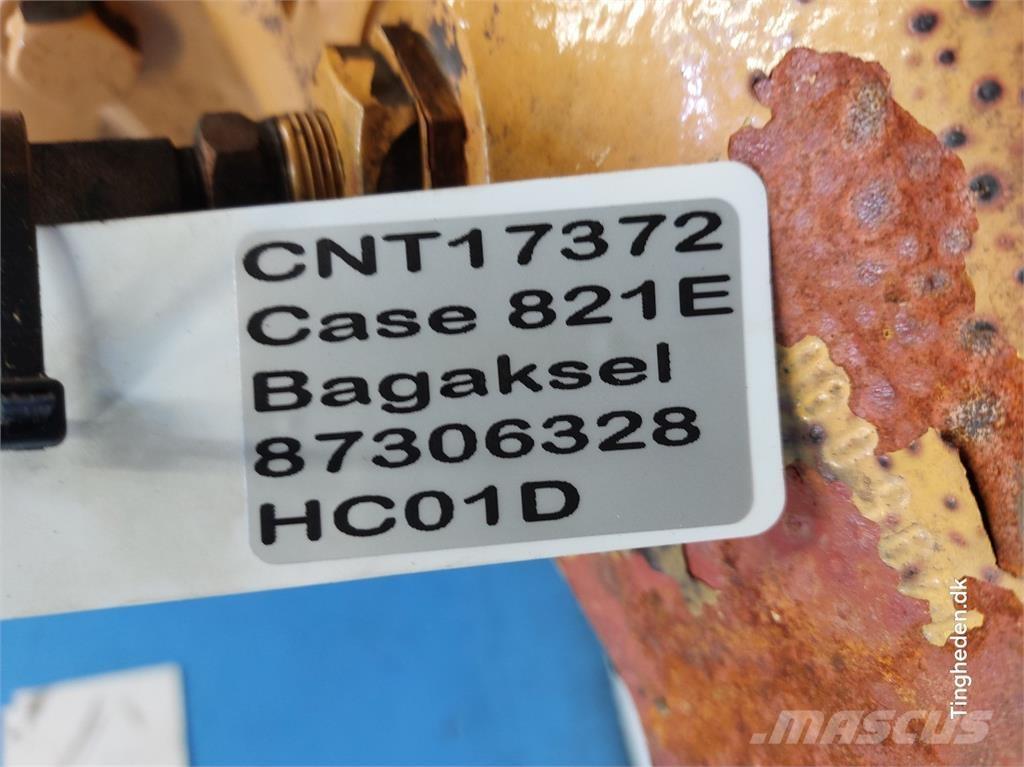 CNT17372
Case 821E
Bagaksel
87306328
HC01D
Tingheden.dk
MASCUS